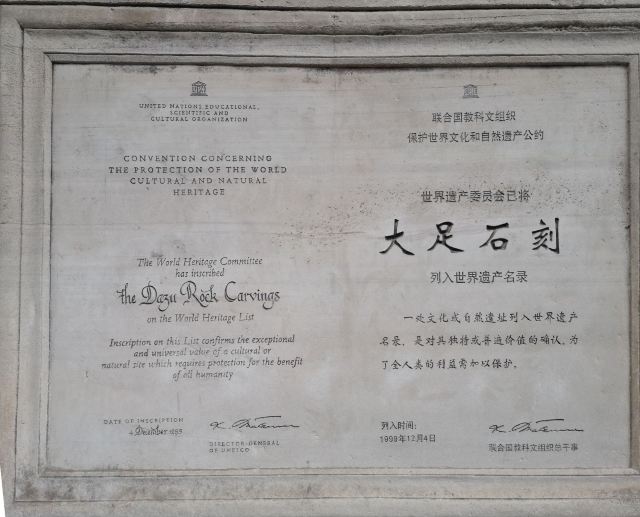 UNITED NATIONS EDUCATIONAL,
SCIENTIFIC AND
CULTURAL ORGANIZATION
CONVENTION CONCERNING
THE PROTECTION OF THE WORLD
CULTURAL AND NATURAL
HERITAGE
The World Heritage Committee
has inscribed
the Dazu Rock Carvings
on the World Heritage List
Inscription on this List confirms the exceptional
and universal value of a cultural or
natural site which requires protection for the benefit
of all humanity
DATE OF INSCRIPTION
4 December
DIRECTOR-GENERAL
OF UNESCO
联合国教科文组织
保护世界文化和自然遗产公约
世界遗产委员会已将
大足石刻
列入世界遗产名录
一处文化或自然遗址列入世界遗产
名录，是对其独特或普遍价值的确认，为
了全人类的利益需加以保护。
列入时间：
1999年12月4日
联合国教科文组织总干事